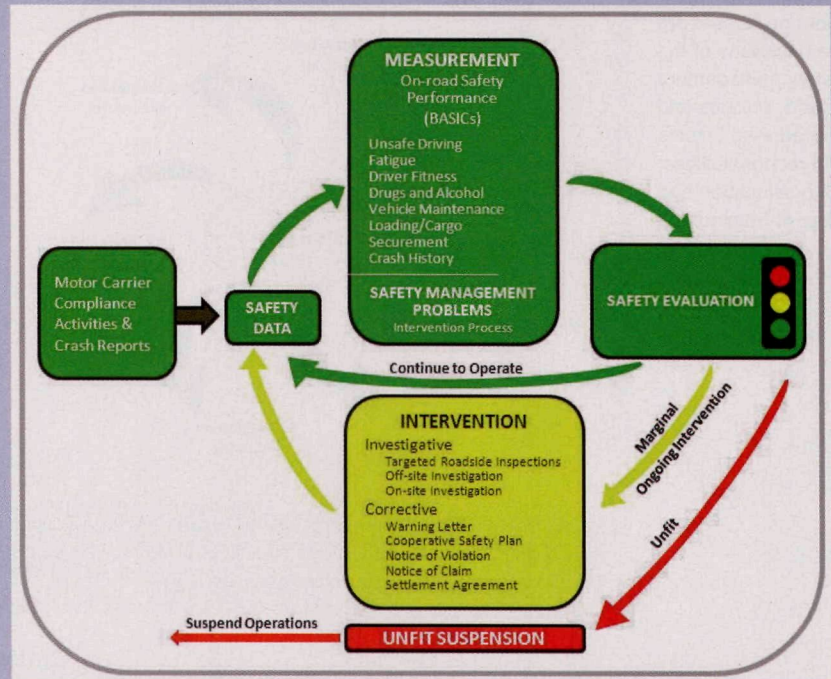 MEASUREMENT
On-road Safety
Performance
(BASICs)
Unsafe Driving
Fatigue
Driver Fitness
Drugs and Alcohol
Vehicle Maintenance
Loading/Cargo
Securement
Crash History
SAFETY MANAGEMENT
PROBLEMS
Intervention Process
Motor Carrier
Compliance
Activities &
Crash Reports
SAFETY
DATA
SAFETY EVALUATION
Continue to Operate
Marginal
Ongoing Intervention
Unfit
INTERVENTION
Investigative
Targeted Roadside Inspections
Off-site Investigation
On-site Investigation
Corrective
Warning Letter
Cooperative Safety Plan
Notice of Violation
Notice of Claim
Settlement Agreement
Suspend Operations
UNFIT SUSPENSION